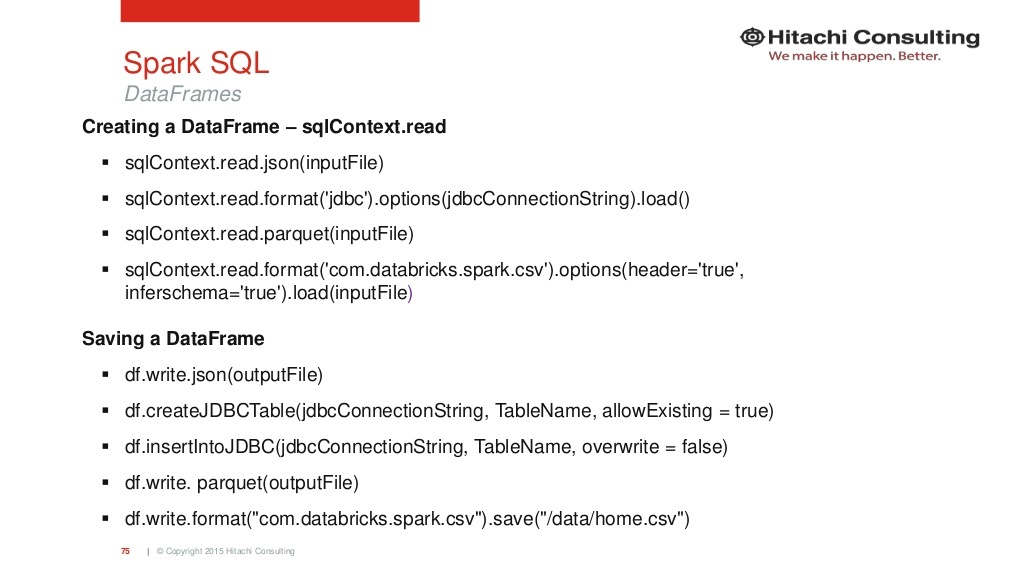 Hitachi Consulting
We make it happen. Better.
Spark SQL
DataFrames
Creating a DataFrame – sqlContext.read
▪ sqlContext.read.json(inputFile)
▪ sqlContext.read.format('jdbc').options(jdbcConnectionString).load()
▪ sqlContext.read.parquet(inputFile)
▪ sqlContext.read.format('com.databricks.spark.csv').options(header='true',
inferschema='true').load(inputFile)
Saving a DataFrame
▪ df.write.json(outputFile)
▪ df.createJDBCTable(jdbcConnectionString, TableName, allowExisting = true)
▪ df.insertIntoJDBC(jdbcConnectionString, TableName, overwrite = false)
▪ df.write. parquet(outputFile)
▪ df.write.format("com.databricks.spark.csv").save("/data/home.csv")
75 | © Copyright 2015 Hitachi Consulting